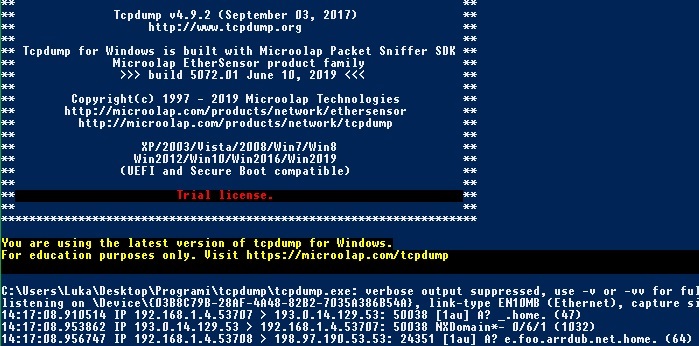 ** **
** Tcpdump v4.9.2 (September 03, 2017) **
** http://www.tcpdump.org **
** **
** Tcpdump for Windows is built with Microolap Packet Sniffer SDK **
** Microolap EtherSensor product family **
** >>> build 5072.01 June 10, 2019 <<< **
** **
** Copyright(c) 1997 - 2019 Microolap Technologies **
** http://microolap.com/products/network/ethersensor **
** http://microolap.com/products/network/tcpdump **
** **
** XP/2003/Vista/2008/Win7/Win8 **
** Win2012/Win10/Win2016/Win2019 **
** (UEFI and Secure Boot compatible) **
** **
** Trial license. **
** **
**********************************************************************
You are using the latest version of tcpdump for Windows.
For education purposes only. Visit https://microolap.com/tcpdump
C:\Users\Luka\Desktop\Programi\tcpdump\tcpdump.exe: verbose output suppressed, use -v or -vv for ful
listening on \Device\{03B8C79B-28AF-4A48-82B2-7035A386B54A}, link-type EN10MB (Ethernet), capture si
14:17:08.910514 IP 192.168.1.4.53707 > 193.0.14.129.53: 50038 [1au] A? _.home. (47)
14:17:08.953862 IP 193.0.14.129.53 > 192.168.1.4.53707: 50038 NXDomain*- 0/6/1 (1032)
14:17:08.956747 IP 192.168.1.4.53708 > 198.97.190.53.53: 24351 [1au] A? e.foo.arrdub.net.home. (64)